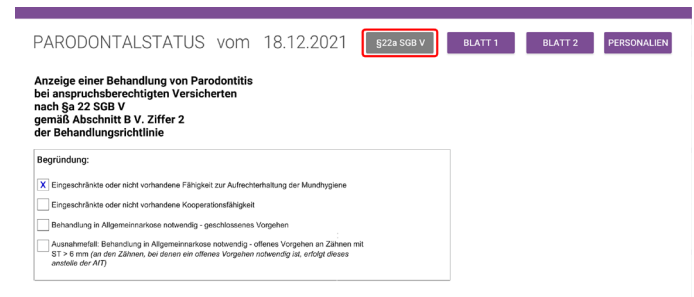 PARODONTALSTATUS vom 18.12.2021 §22a SGB V BLATT 1 BLATT 2 PERSONALIEN
Anzeige einer Behandlung von Parodontitis
bei anspruchsberechtigten Versicherten
nach §a 22 SGB V
gemäß Abschnitt B V. Ziffer 2
der Behandlungsrichtlinie
Begründung:
X Eingeschränkte oder nicht vorhandene Fähigkeit zur Aufrechterhaltung der Mundhygiene
Eingeschränkte oder nicht vorhandene Kooperationsfähigkeit
Behandlung in Allgemeinnarkose notwendig - geschlossenes Vorgehen
Ausnahmefall: Behandlung in Allgemeinnarkose notwendig - offenes Vorgehen an Zähnen mit
ST > 6 mm (an den Zähnen, bei denen ein offenes Vorgehen notwendig ist, erfolgt dieses
anstelle der AIT)